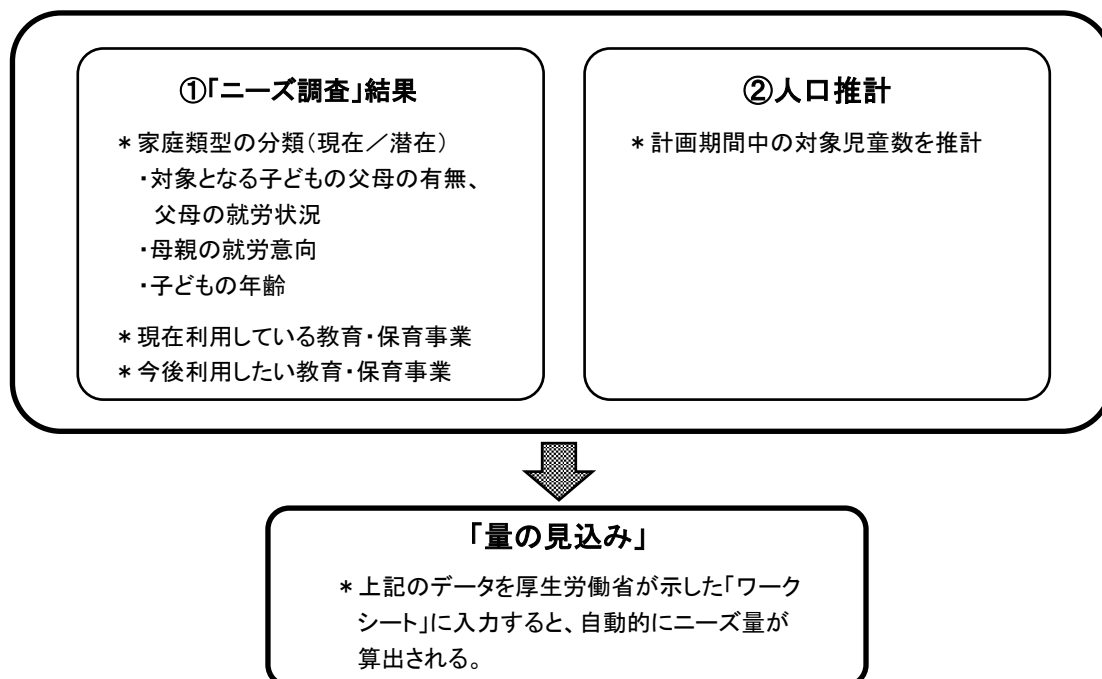 ①「ニーズ調査」結果
＊家庭類型の分類（現在／潜在）
・対象となる子どもの父母の有無、
父母の就労状況
・母親の就労意向
・子どもの年齢
＊現在利用している教育・保育事業
＊今後利用したい教育・保育事業
②人口推計
＊計画期間中の対象児童数を推計
「量の見込み」
＊上記のデータを厚生労働省が示した「ワーク
シート」に入力すると、自動的にニーズ量が
算出される。